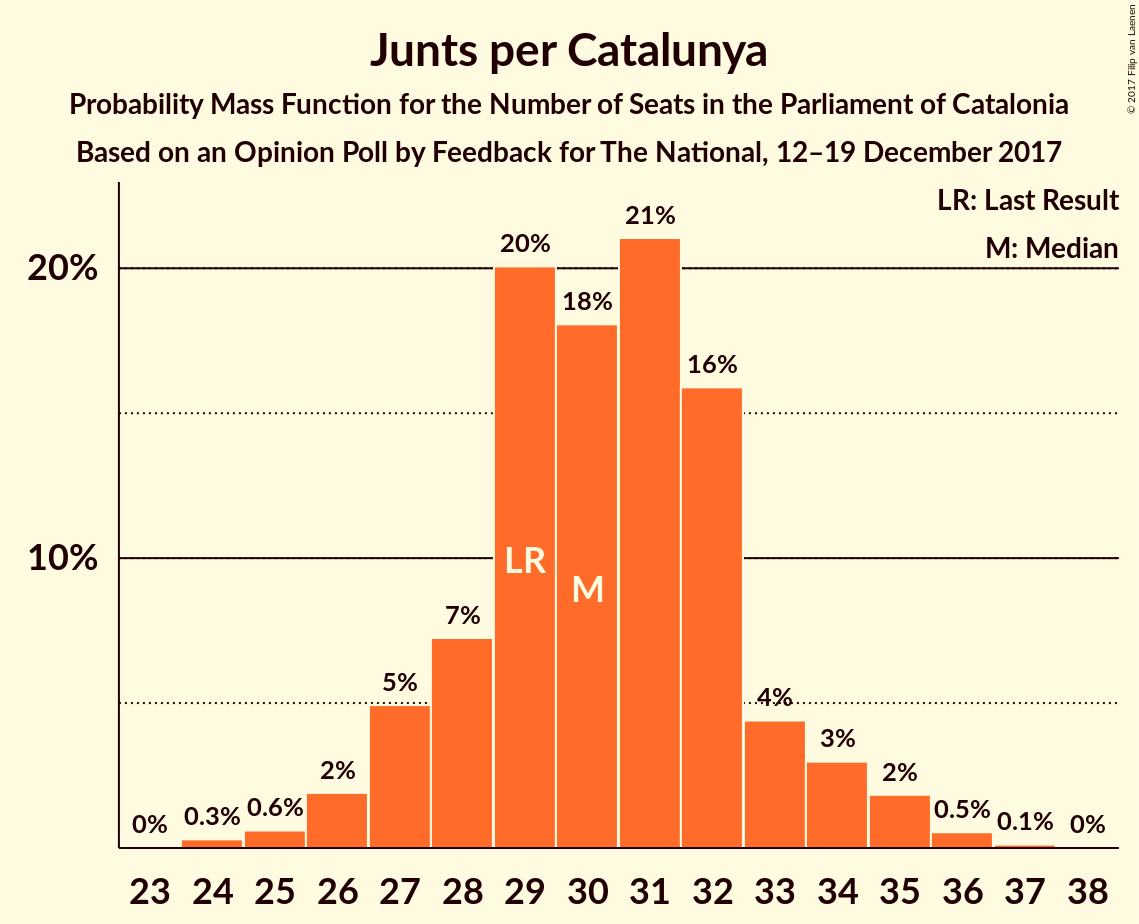 Junts per Catalunya
Probability Mass Function for the Number of Seats in the Parliament of Catalonia
Based on an Opinion Poll by Feedback for The National, 12–19 December 2017
© 2017 Filip van Laenen
LR: Last Result
M: Median
20%
10%
0%
0.3%
0.6%
2%
5%
7%
20%
18%
21%
16%
4%
3%
2%
0.5%
0.1%
0%
LR
M
23 24 25 26 27 28 29 30 31 32 33 34 35 36 37 38